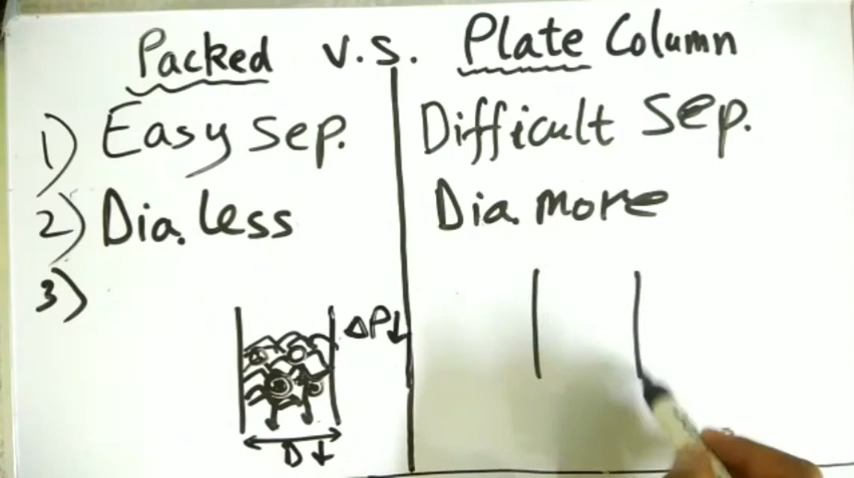 Packed v.s. Plate Column
1) Easy Sep. Difficult Sep.
2) Dia. Less Dia. more
3)
ΔP↓
D↓